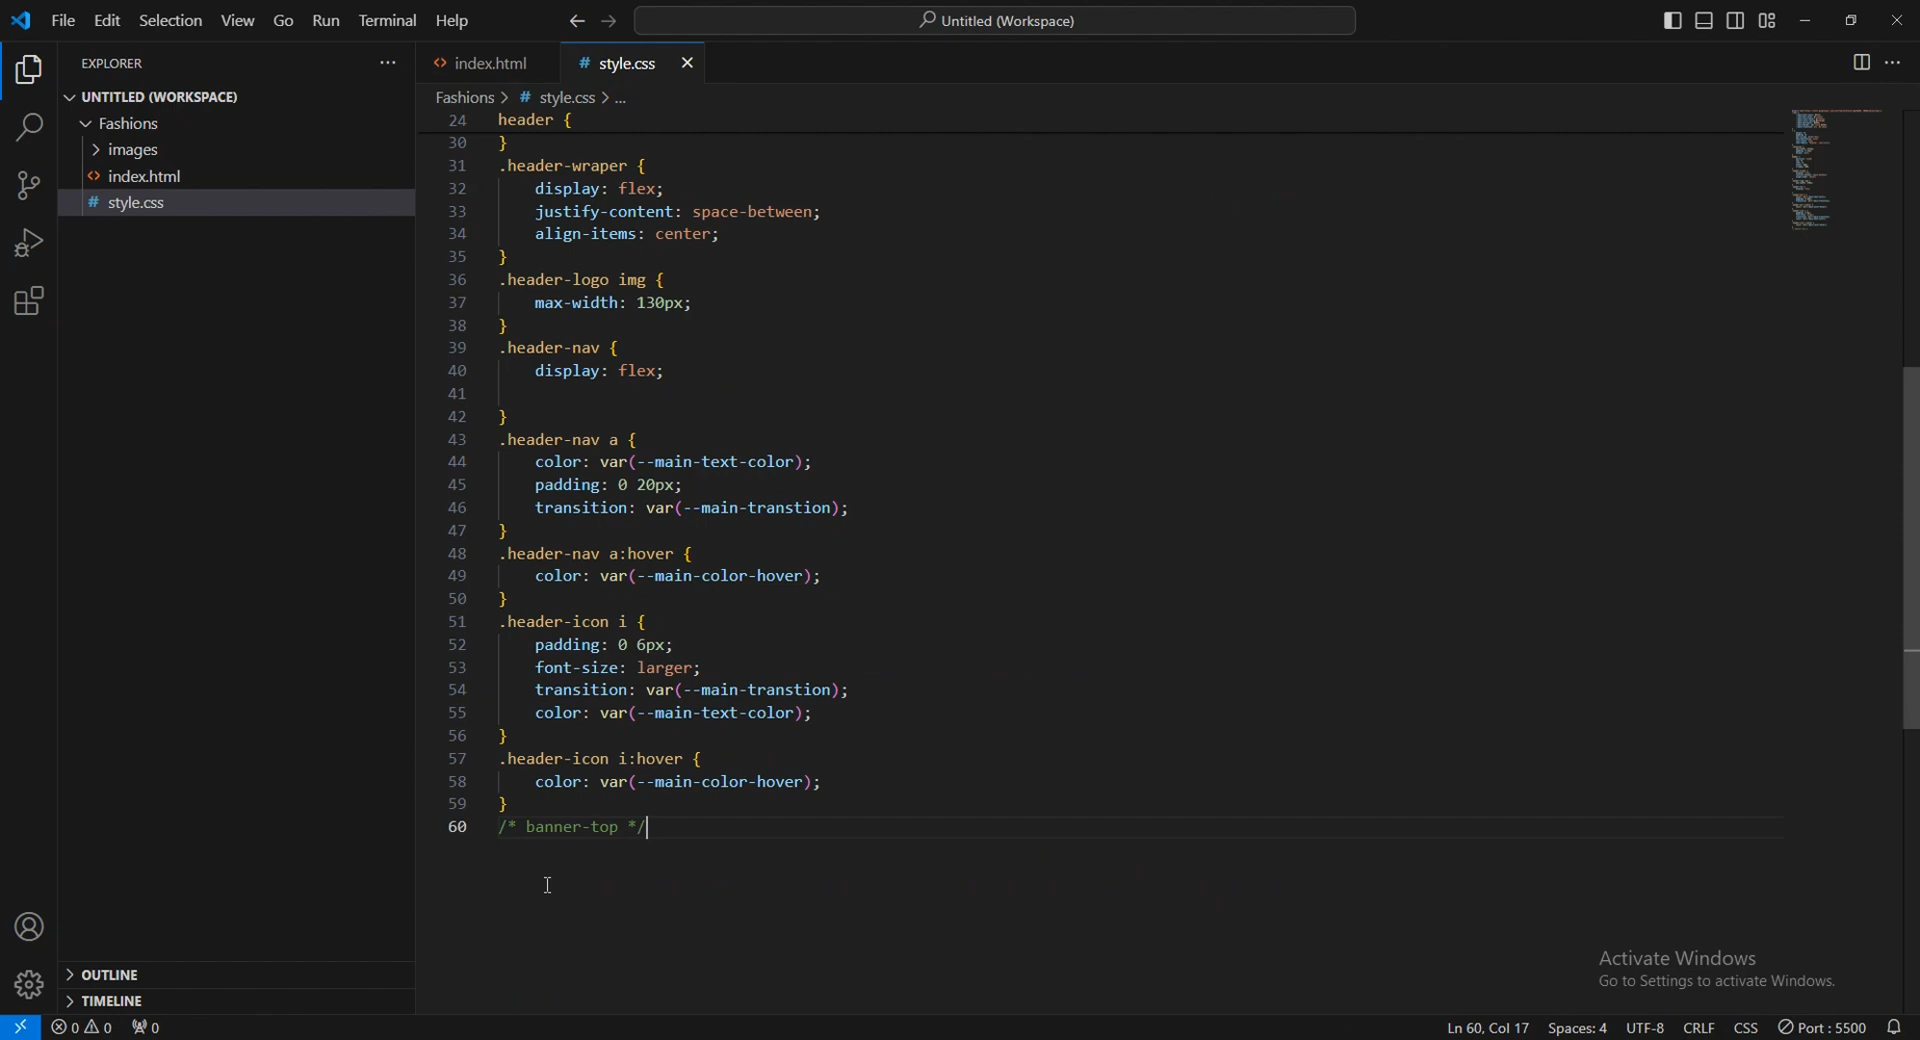 File Edit Selection View Go Run Terminal Help
Untitled (Workspace)
EXPLORER
UNTITLED (WORKSPACE)
Fashions
images
index.html
style.css
index.html
style.css
Fashions > style.css > ...
24 header {
30 }
31 .header-wraper {
32 display: flex;
33 justify-content: space-between;
34 align-items: center;
35 }
36 .header-logo img {
37 max-width: 130px;
38 }
39 .header-nav {
40 display: flex;
41
42 }
43 .header-nav a {
44 color: var(--main-text-color);
45 padding: 0 20px;
46 transition: var(--main-transtion);
47 }
48 .header-nav a:hover {
49 color: var(--main-color-hover);
50 }
51 .header-icon i {
52 padding: 0 6px;
53 font-size: larger;
54 transition: var(--main-transtion);
55 color: var(--main-text-color);
56 }
57 .header-icon i:hover {
58 color: var(--main-color-hover);
59 }
60 /* banner-top */
OUTLINE
TIMELINE
Activate Windows
Go to Settings to activate Windows.
0 0 0
Ln 60, Col 17 Spaces: 4 UTF-8 CRLF CSS Port : 5500